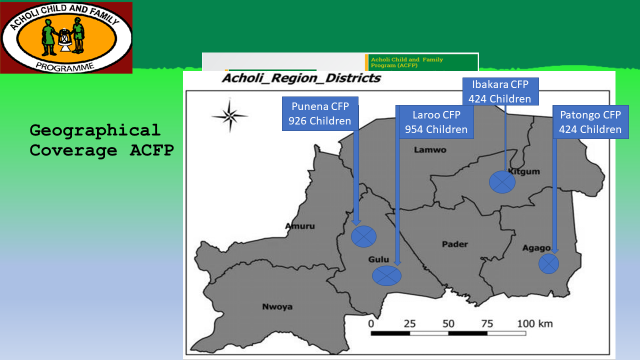 ACHOLI CHILD AND FAMILY
PROGRAMME
Acholi Child and Family
Program (ACFP)
Acholi_Region_Districts
Geographical
Coverage ACFP
Punena CFP
926 Children
Laroo CFP
954 Children
Ibakara CFP
424 Children
Patongo CFP
424 Children
Lamwo
Kitgum
Amuru
Gulu
Pader
Agago
Nwoya
0 25 50 75 100 km